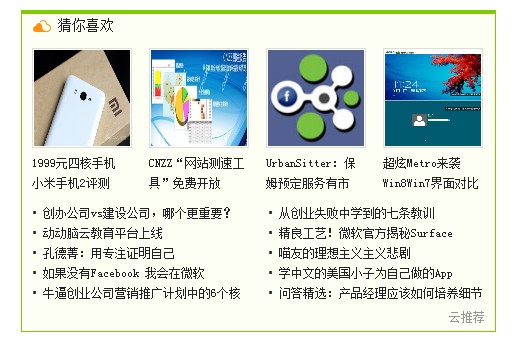 猜你喜欢
1999元四核手机
小米手机2评测
CNZZ“网站测速工
具”免费开放
UrbanSitter：保
姆预定服务有市
超炫Metro来袭
Win8Win7界面对比
· 创办公司vs建设公司，哪个更重要？
· 动动脑云教育平台上线
· 孔德菁：用专注证明自己
· 如果没有Facebook 我会在微软
· 牛逼创业公司营销推广计划中的6个核
· 从创业失败中学到的七条教训
· 精良工艺！微软官方揭秘Surface
· 喵友的理想主义主义悲剧
· 学中文的美国小子为自己做的App
· 问答精选：产品经理应该如何培养细节
云推荐